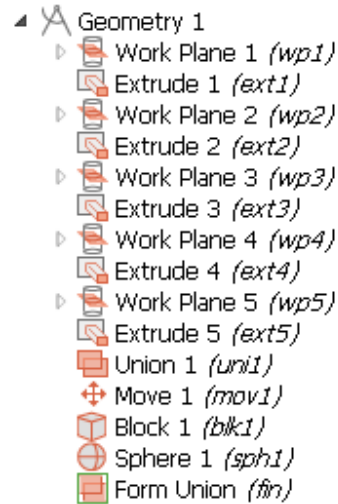 Geometry 1
Work Plane 1 (wp1)
Extrude 1 (ext1)
Work Plane 2 (wp2)
Extrude 2 (ext2)
Work Plane 3 (wp3)
Extrude 3 (ext3)
Work Plane 4 (wp4)
Extrude 4 (ext4)
Work Plane 5 (wp5)
Extrude 5 (ext5)
Union 1 (uni1)
Move 1 (mov1)
Block 1 (blk1)
Sphere 1 (sph1)
Form Union (fin)